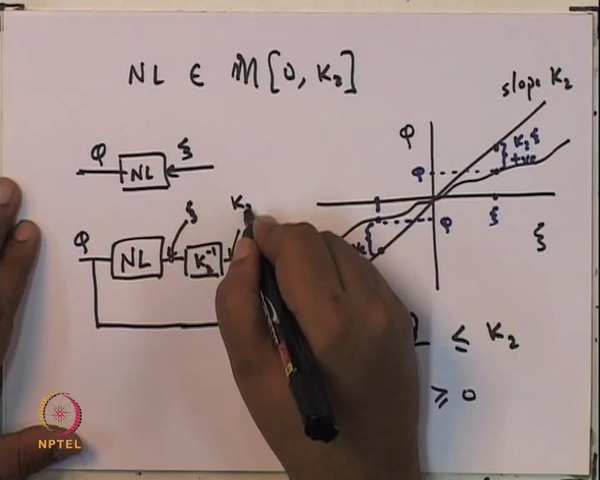 NL ∈ M[0, K₂]
slope K₂
φ
φ NL ξ
φ
K₂ξ
+ve
ξ
φ
ξ
ξ
K₂
φ NL K₂⁻¹
≤ K₂
≥ 0
NPTEL